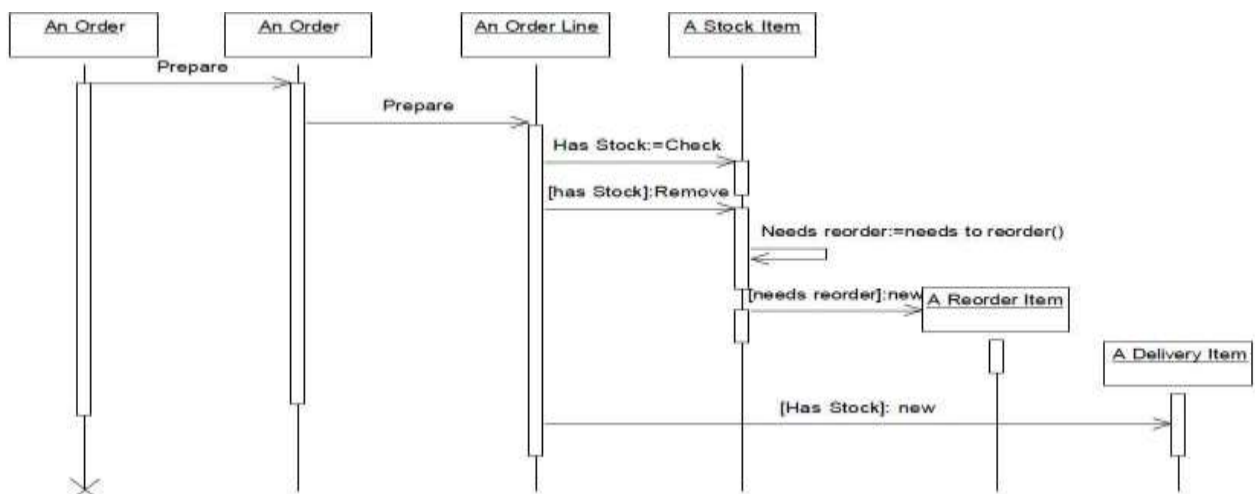 An Order
An Order
An Order Line
A Stock Item
Prepare
Prepare
Has Stock:=Check
[has Stock]:Remove
Needs reorder:=needs to reorder()
[needs reorder]:new
A Reorder Item
A Delivery Item
[Has Stock]: new